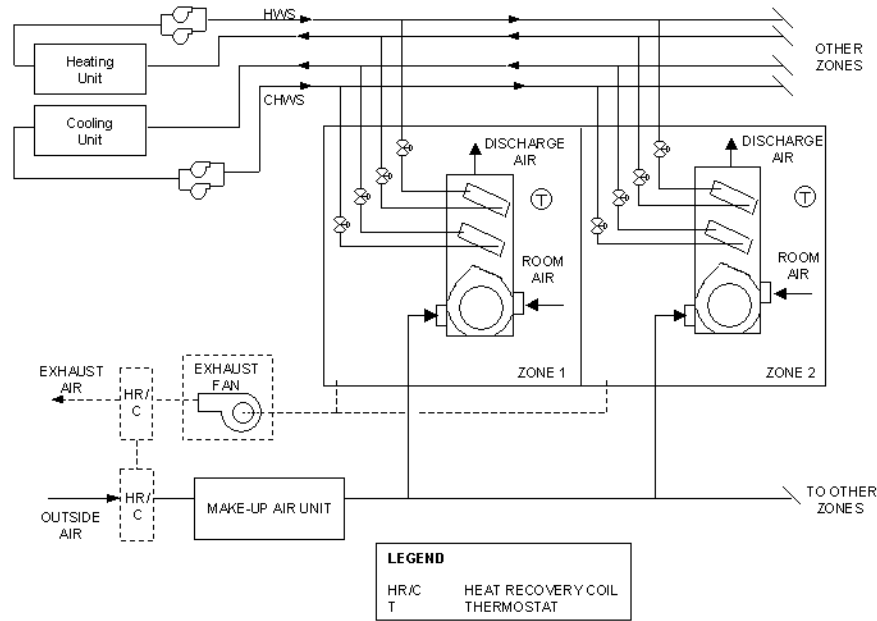 HWS
Heating
Unit
OTHER
ZONES
CHWS
Cooling
Unit
DISCHARGE
AIR
T
ROOM
AIR
ZONE 1
DISCHARGE
AIR
T
ROOM
AIR
ZONE 2
EXHAUST
AIR
HR/
C
EXHAUST
FAN
OUTSIDE
AIR
HR/
C
MAKE-UP AIR UNIT
TO OTHER
ZONES
LEGEND
HR/C HEAT RECOVERY COIL
T THERMOSTAT